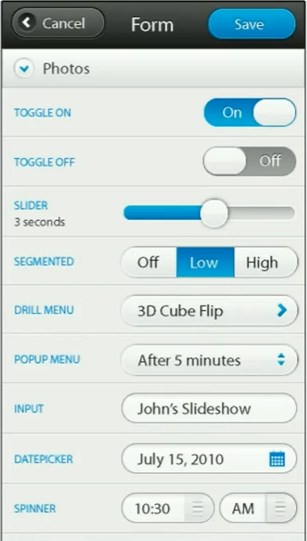 Cancel Form Save
Photos
TOGGLE ON On
TOGGLE OFF Off
SLIDER
3 seconds
SEGMENTED Off Low High
DRILL MENU 3D Cube Flip
POPUP MENU After 5 minutes
INPUT John's Slideshow
DATEPICKER July 15, 2010
SPINNER 10:30 AM